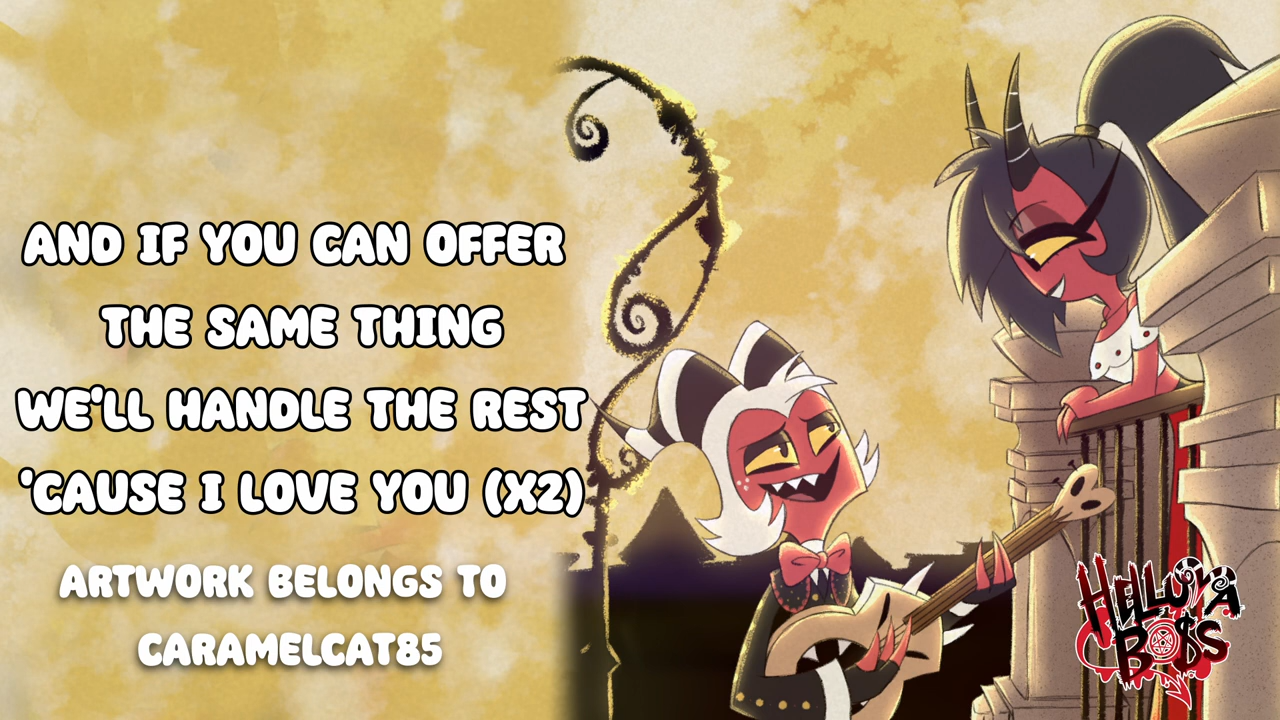 AND IF YOU CAN OFFER
THE SAME THING
WE'LL HANDLE THE REST
'CAUSE I LOVE YOU (X2)
ARTWORK BELONGS TO
CARAMELCAT85
HELLUVA
BO$S